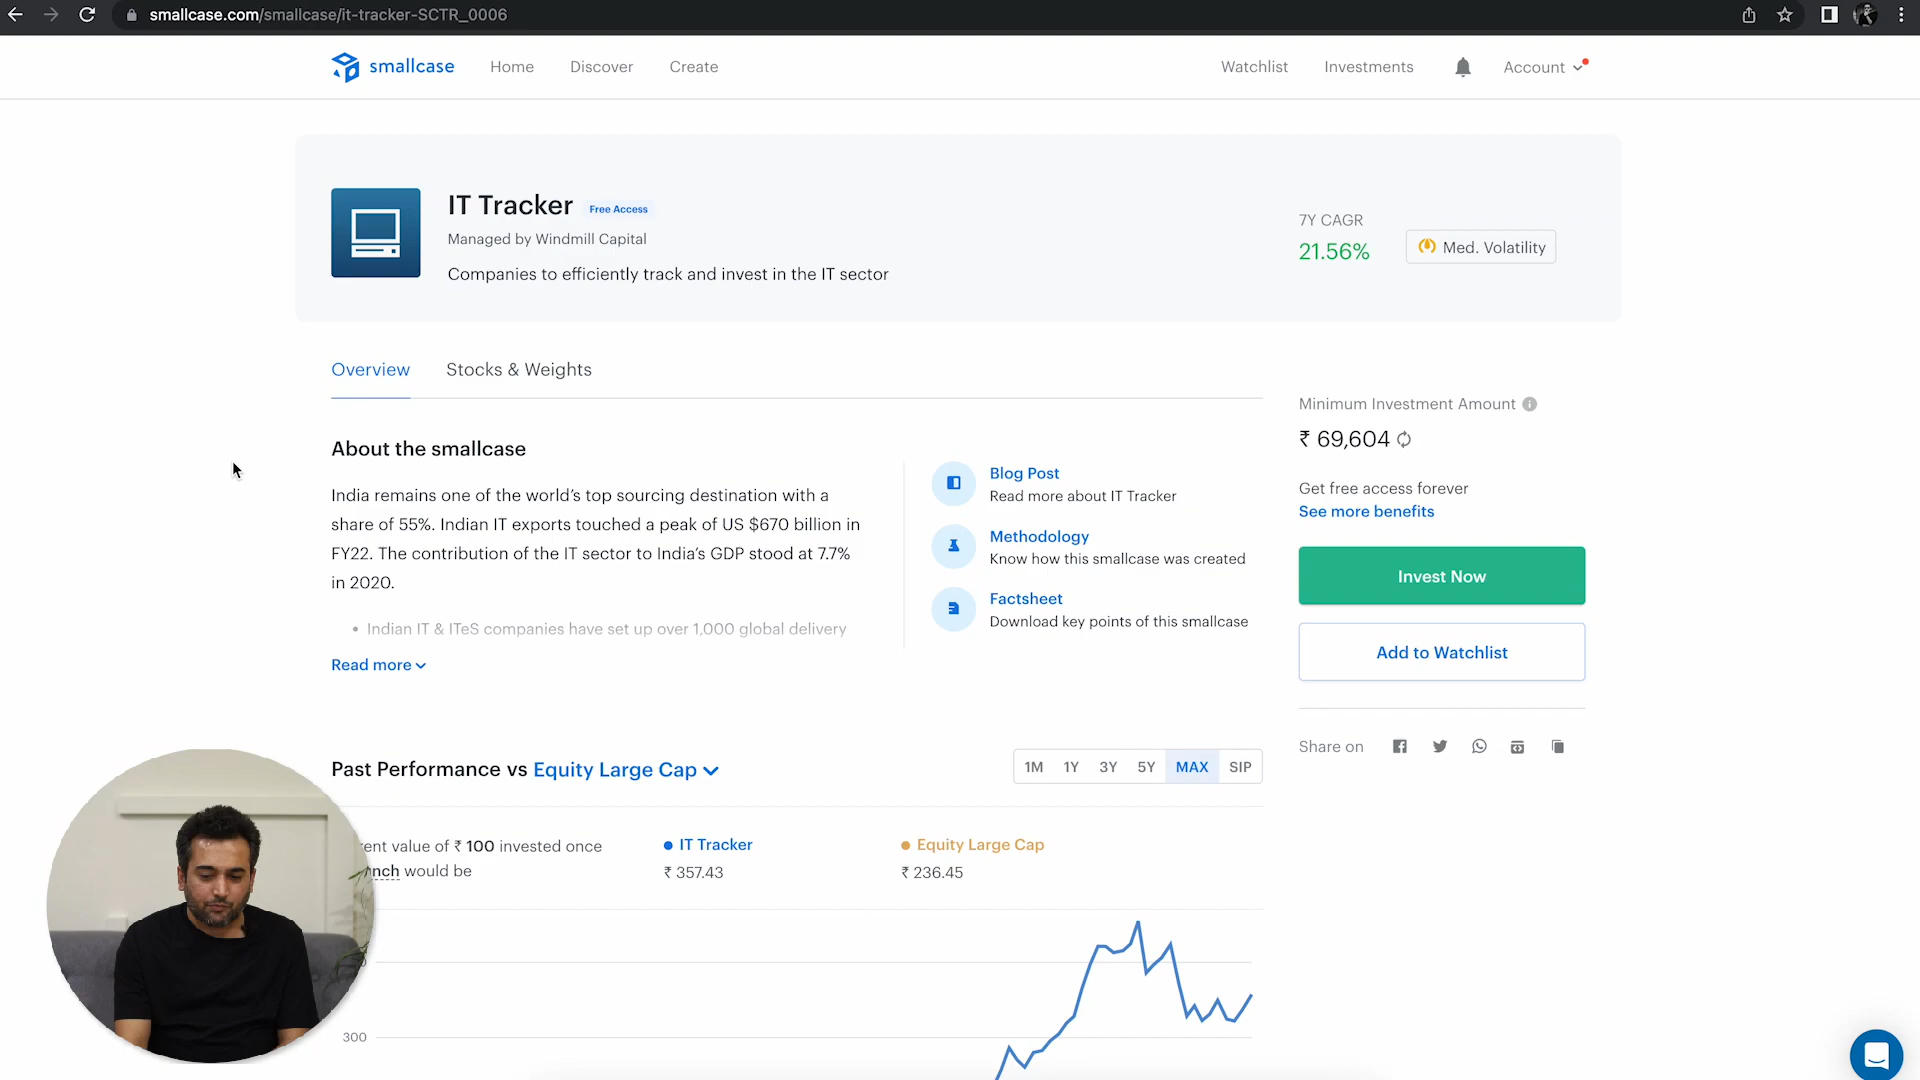 smallcase.com/smallcase/it-tracker-SCTR_0006
smallcase
Home
Discover
Create
Watchlist
Investments
Account
IT Tracker
Free Access
Managed by Windmill Capital
Companies to efficiently track and invest in the IT sector
7Y CAGR
21.56%
Med. Volatility
Overview
Stocks & Weights
Minimum Investment Amount
₹ 69,604
About the smallcase
India remains one of the world's top sourcing destination with a
share of 55%. Indian IT exports touched a peak of US $670 billion in
FY22. The contribution of the IT sector to India's GDP stood at 7.7%
in 2020.
• Indian IT & ITeS companies have set up over 1,000 global delivery
Read more
Blog Post
Read more about IT Tracker
Methodology
Know how this smallcase was created
Factsheet
Download key points of this smallcase
Get free access forever
See more benefits
Invest Now
Add to Watchlist
Share on
Past Performance vs Equity Large Cap
1M 1Y 3Y 5Y MAX SIP
ent value of ₹ 100 invested once
nch would be
IT Tracker
₹ 357.43
Equity Large Cap
₹ 236.45
300